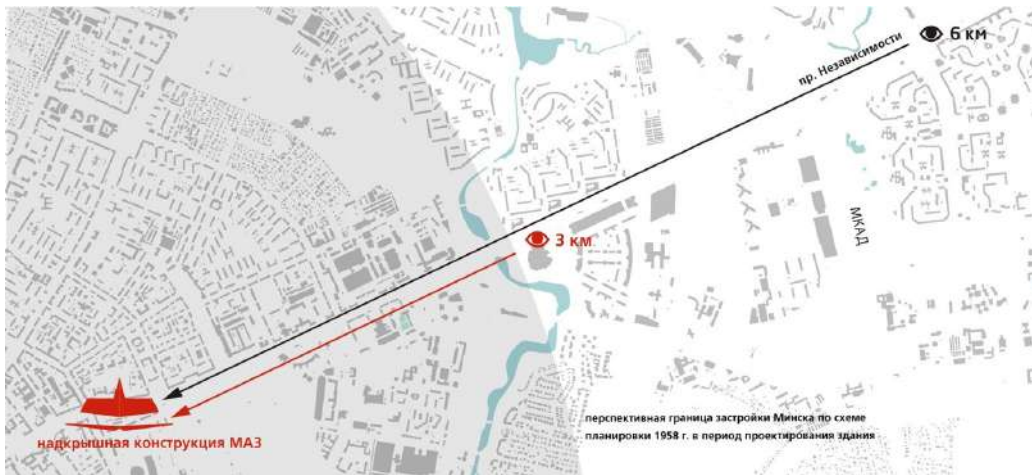 6 км
пр. Независимости
3 км
МКАД
надкрышная конструкция МАЗ
перспективная граница застройки Минска по схеме
планировки 1958 г. в период проектирования здания